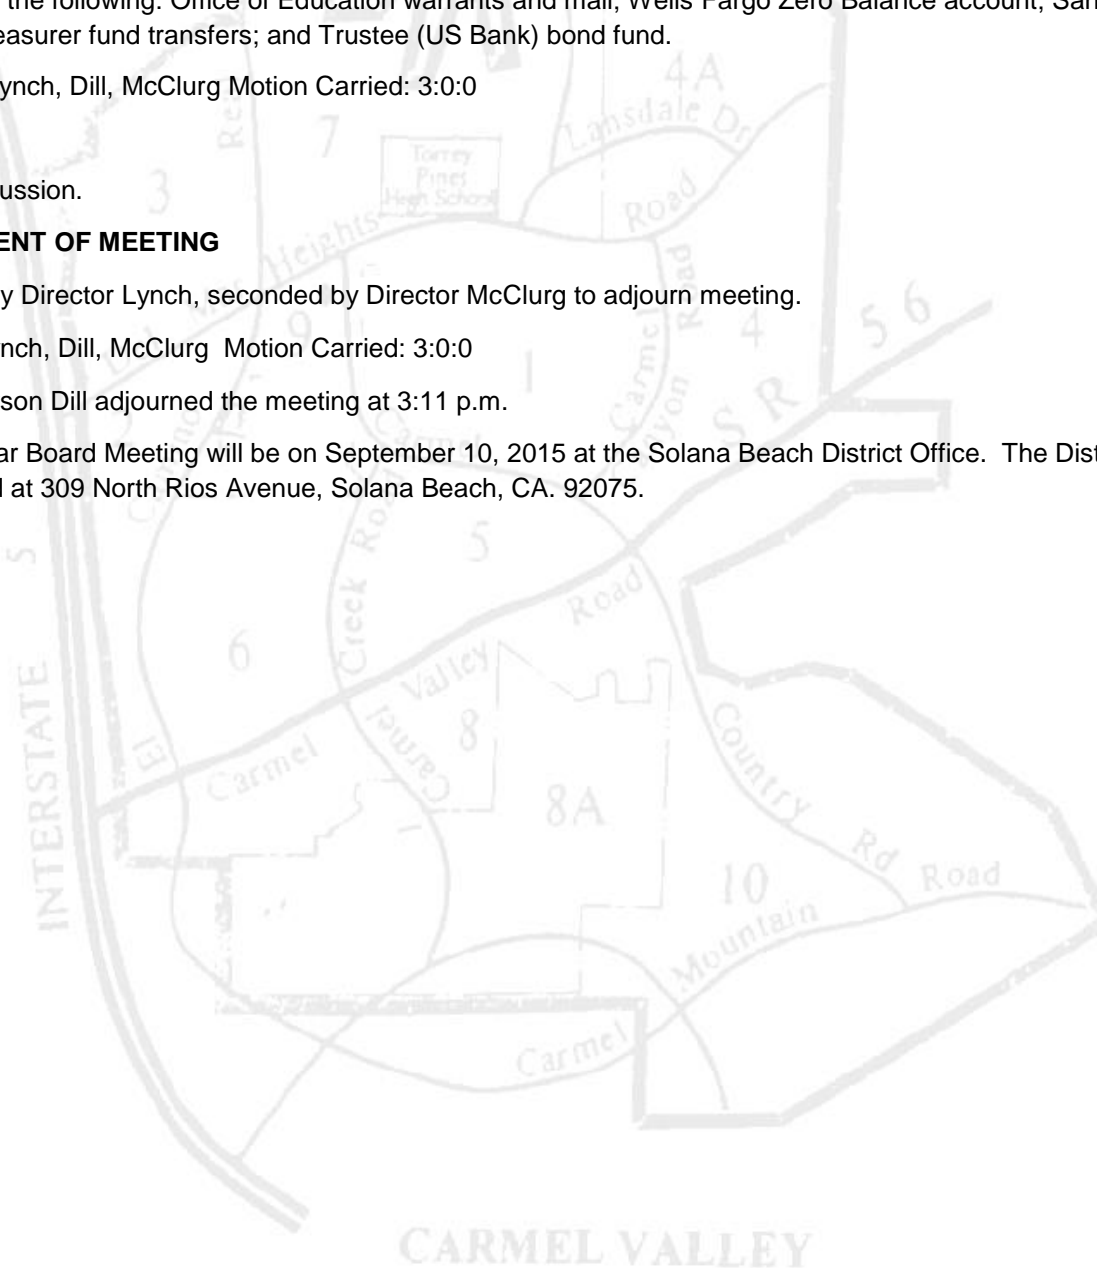 the following: Office of Education warrants and mail; Wells Fargo Zero Balance account; San
easurer fund transfers; and Trustee (US Bank) bond fund.
ynch, Dill, McClurg Motion Carried: 3:0:0
ussion.
ENT OF MEETING
y Director Lynch, seconded by Director McClurg to adjourn meeting.
nch, Dill, McClurg  Motion Carried: 3:0:0
son Dill adjourned the meeting at 3:11 p.m.
ar Board Meeting will be on September 10, 2015 at the Solana Beach District Office.  The Dist
l at 309 North Rios Avenue, Solana Beach, CA. 92075.
4A
Lansdale Dr
7
Torrey
Pines
High School
3
Road
Heights
9
1
4
Carmel
Road
S R 5 6
Carmel
Creek Road
5
INTERSTATE 5
6
El
Carmel Valley Road
8
Carmel
8A
Country
Rd
10
Carmel Mountain Road
CARMEL VALLEY